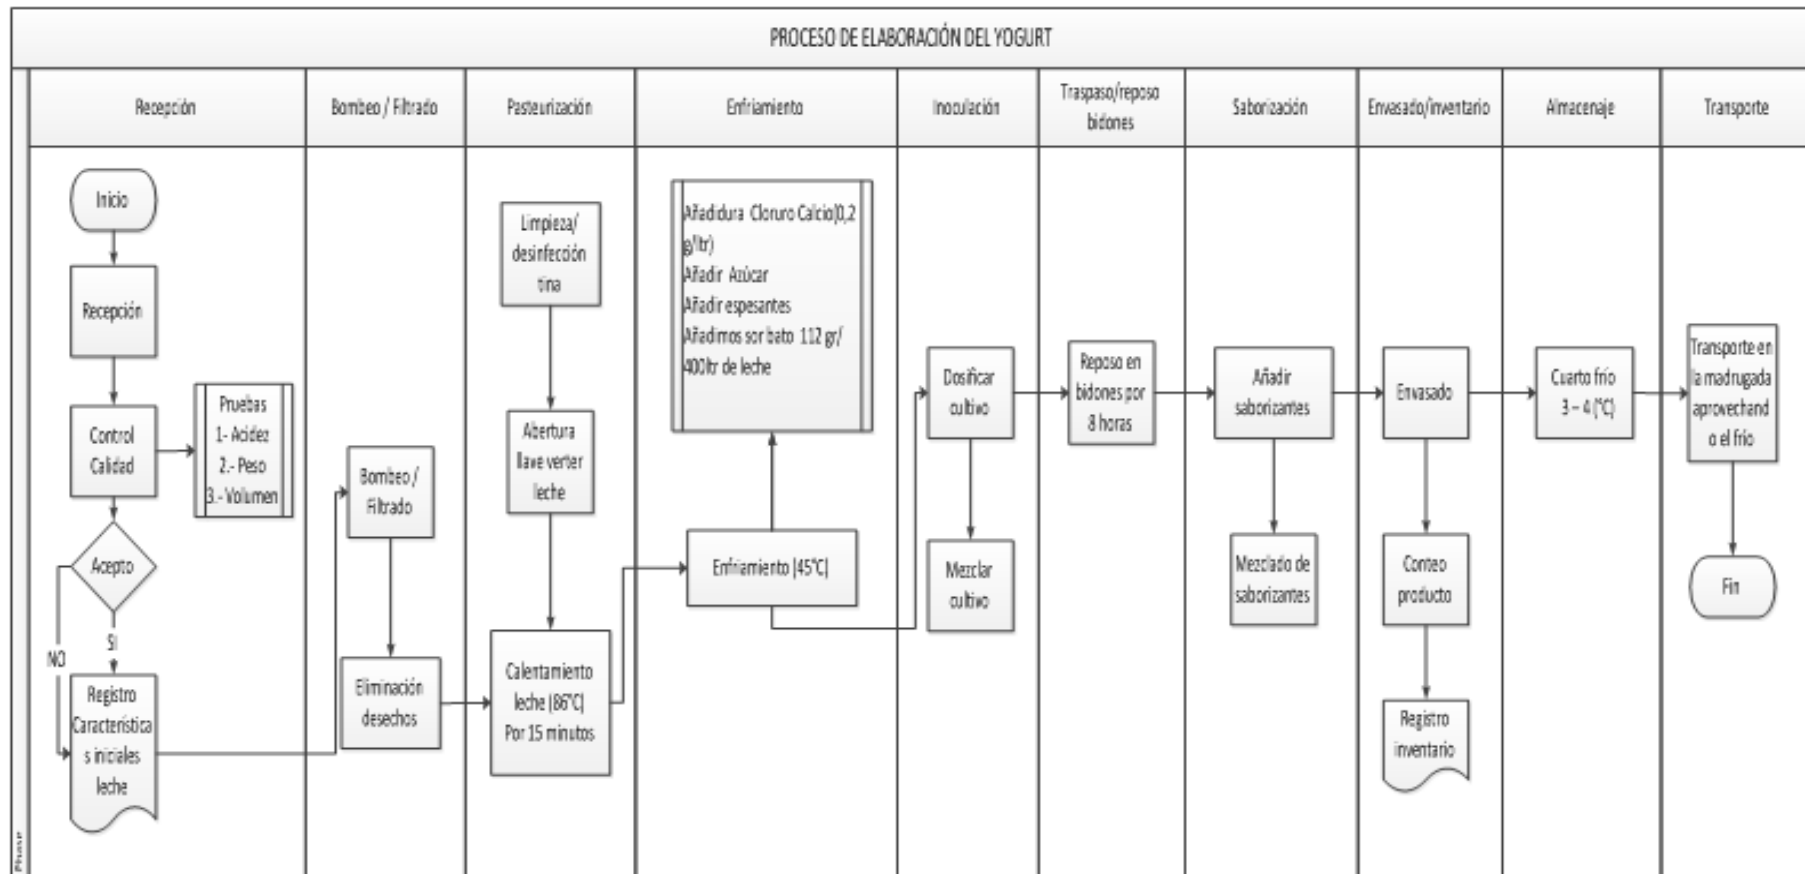 PROCESO DE ELABORACIÓN DEL YOGURT
Recepción
Bombeo / Filtrado
Pasteurización
Enfriamiento
Inoculación
Traspaso/reposo
bidones
Saborización
Envasado/inventario
Almacenaje
Transporte
Inicio
Recepción
Control
Calidad
Pruebas
1- Acidez
2.- Peso
3.- Volumen
Acepto
SI
NO
Registro
Característica
s iniciales
leche
Bombeo /
Filtrado
Eliminación
desechos
Limpieza/
desinfección
tina
Abertura
llave verter
leche
Calentamiento
leche (86°C)
Por 15 minutos
Añadidura Cloruro Calcio(0,2
g/ltr)
Añadir Azúcar
Añadir espesantes
Añadimos sor bato 112 gr/
400ltr de leche
Enfriamiento (45°C)
Dosificar
cultivo
Mezclar
cultivo
Reposo en
bidones por
8 horas
Añadir
saborizantes
Mezclado de
saborizantes
Envasado
Conteo
producto
Registro
inventario
Cuarto frío
3 – 4 (°C)
Transporte en
la madrugada
aprovechand
o el frío
Fin
Phase